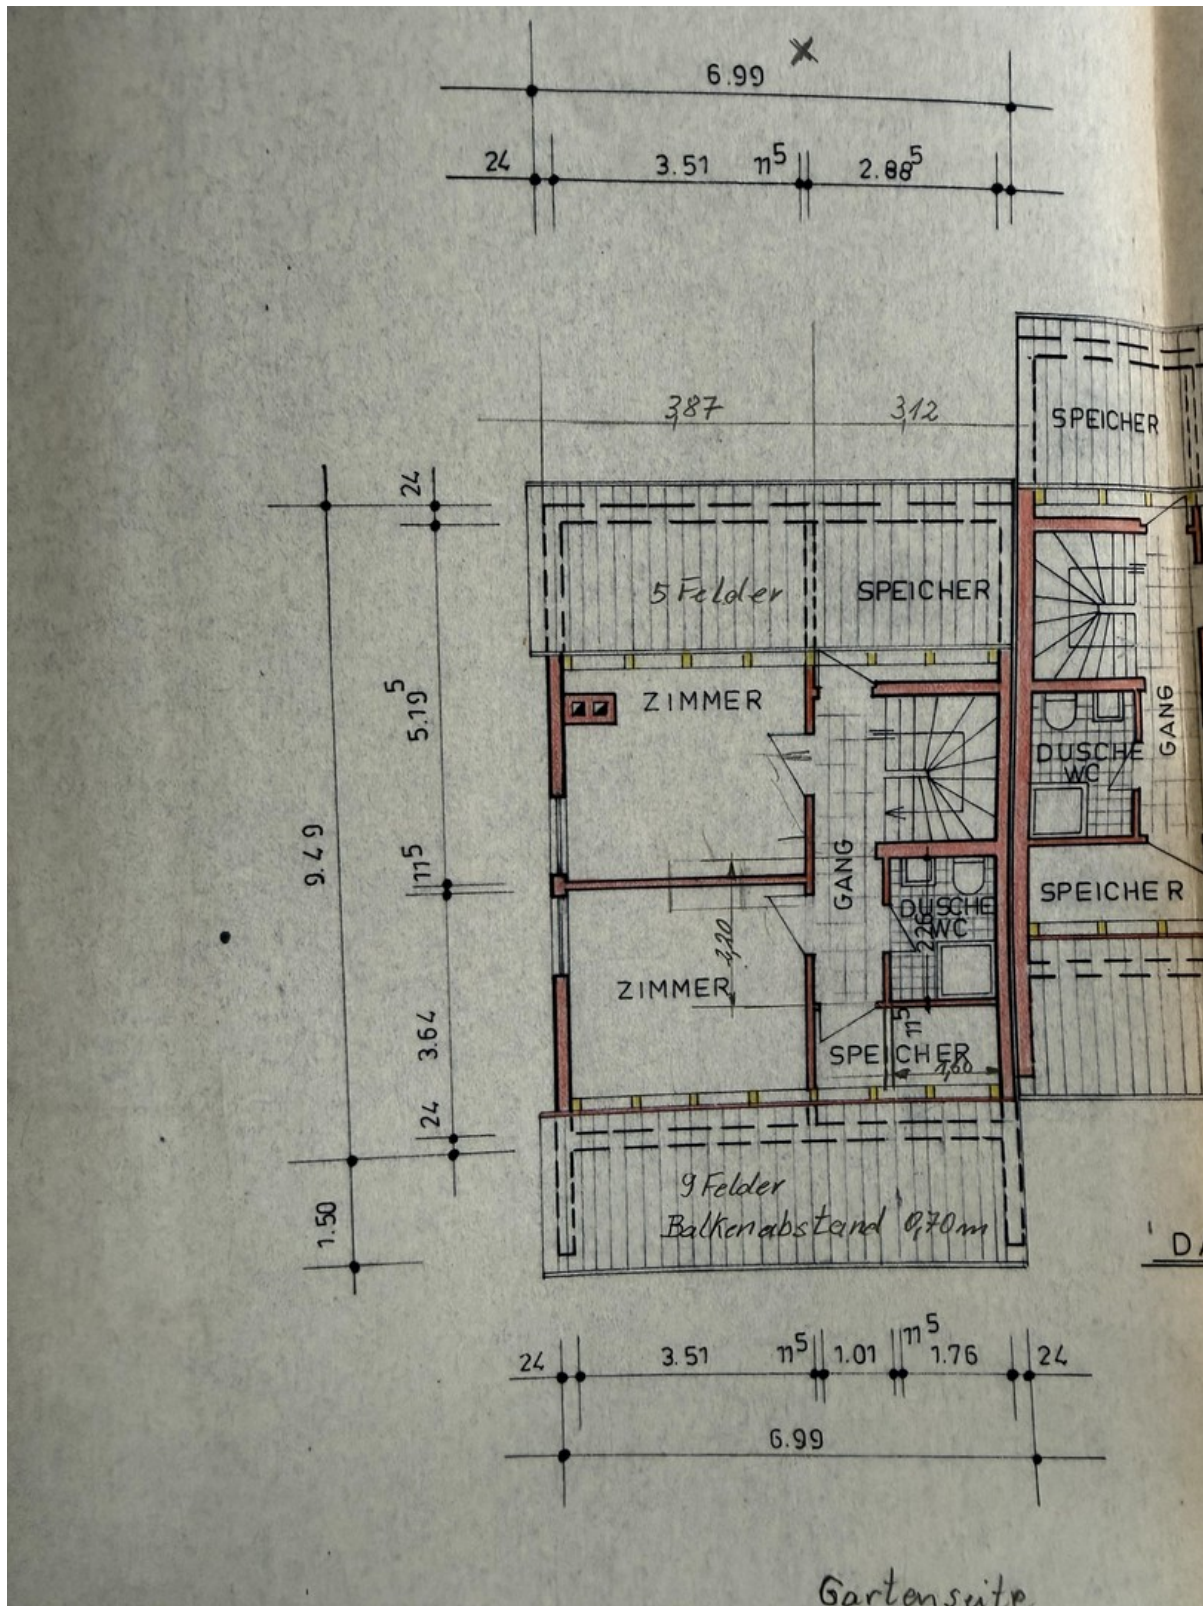 6.99
24 3.51 11⁵ 2.88⁵
3,87 3,12
SPEICHER
24
5 Felder SPEICHER
ZIMMER
5.19⁵
GANG
DUSCHE
WC
9.49
11⁵
GANG
SPEICHER
DUSCHE
WC
2,20
2.26
ZIMMER
3.64
11⁵
SPEICHER
1,60
24
1.50
9 Felder
Balkenabstand 0,70m
DA
24 3.51 11⁵ 1.01 11⁵ 1.76 24
6.99
Gartenseite